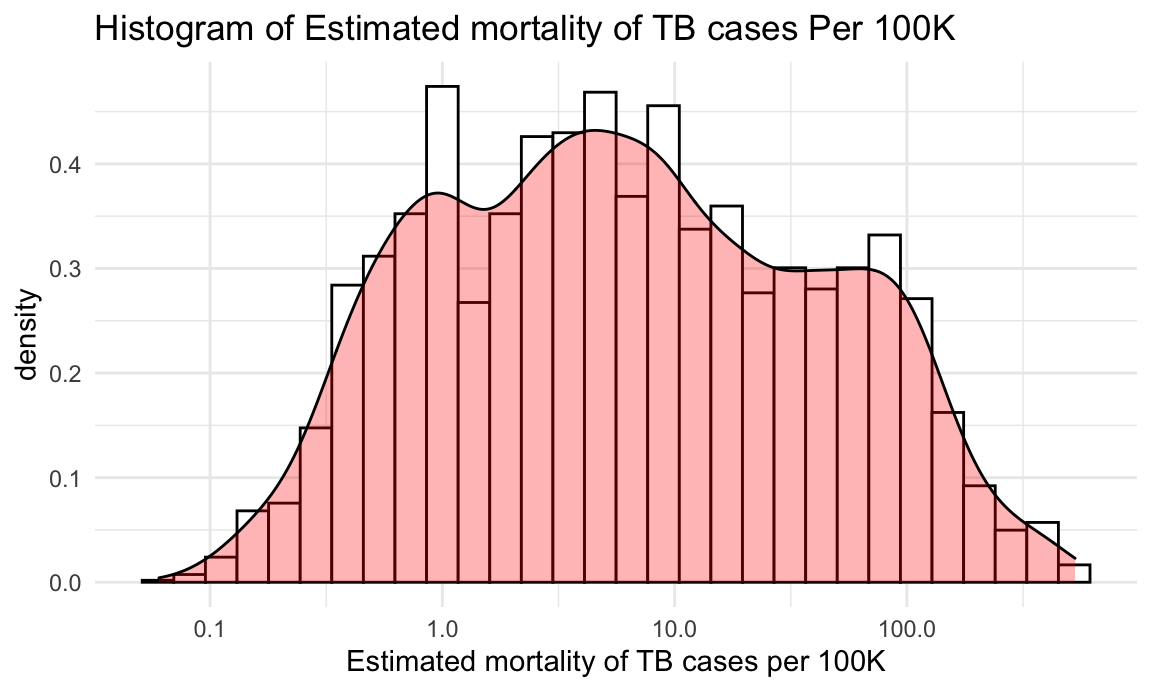 Histogram of Estimated mortality of TB cases Per 100K
density
0.4
0.3
0.2
0.1
0.0
0.1 1.0 10.0 100.0
Estimated mortality of TB cases per 100K